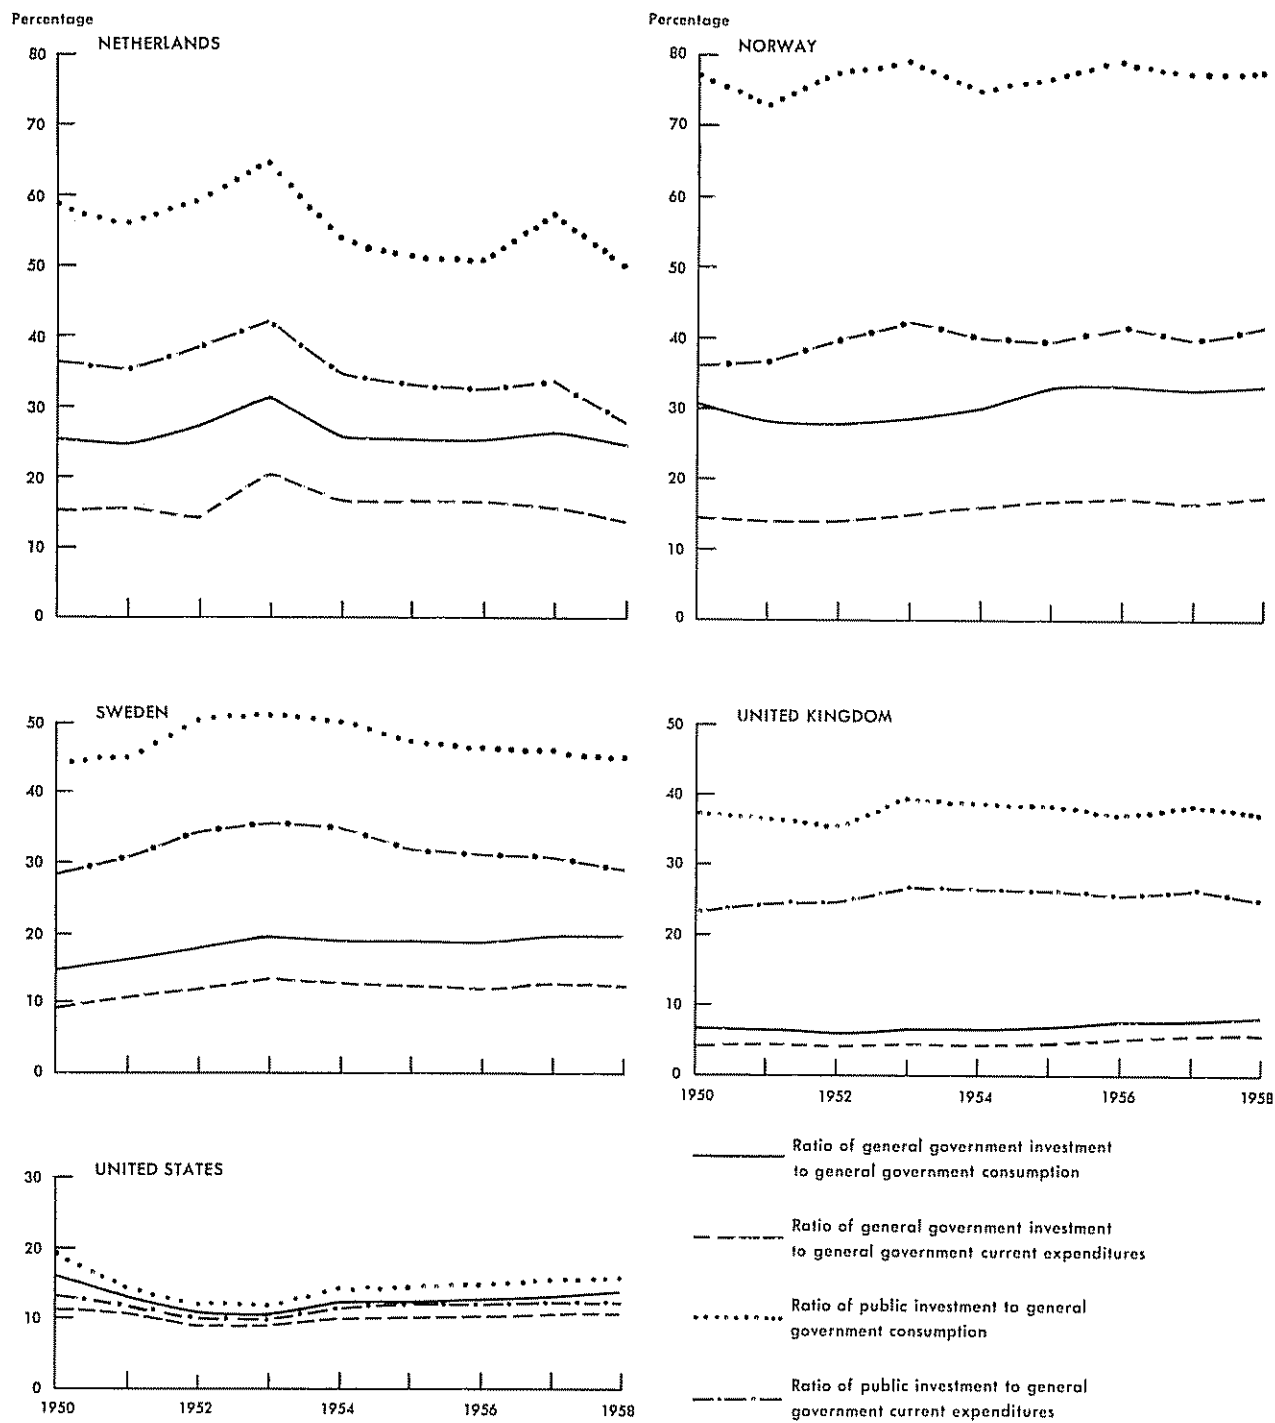 Percentage
NETHERLANDS
80
70
60
50
40
30
20
10
0
Percentage
NORWAY
80
70
60
50
40
30
20
10
0
SWEDEN
50
40
30
20
10
0
UNITED KINGDOM
50
40
30
20
10
0
1950 1952 1954 1956 1958
UNITED STATES
30
20
10
0
1950 1952 1954 1956 1958
Ratio of general government investment
to general government consumption
Ratio of general government investment
to general government current expenditures
Ratio of public investment to general
government consumption
Ratio of public investment to general
government current expenditures